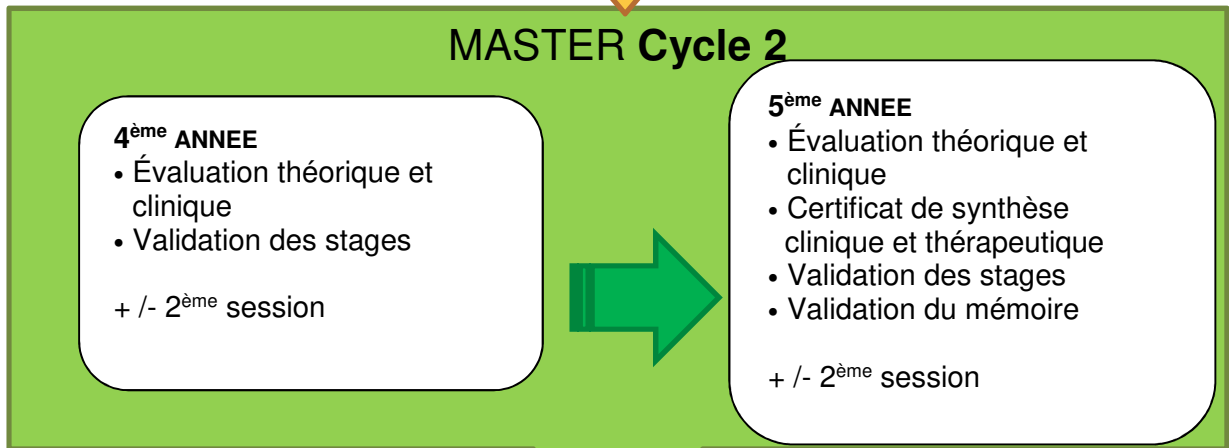 MASTER Cycle 2
4ème ANNEE
• Évaluation théorique et
clinique
• Validation des stages
+ /- 2ème session
5ème ANNEE
• Évaluation théorique et
clinique
• Certificat de synthèse
clinique et thérapeutique
• Validation des stages
• Validation du mémoire
+ /- 2ème session